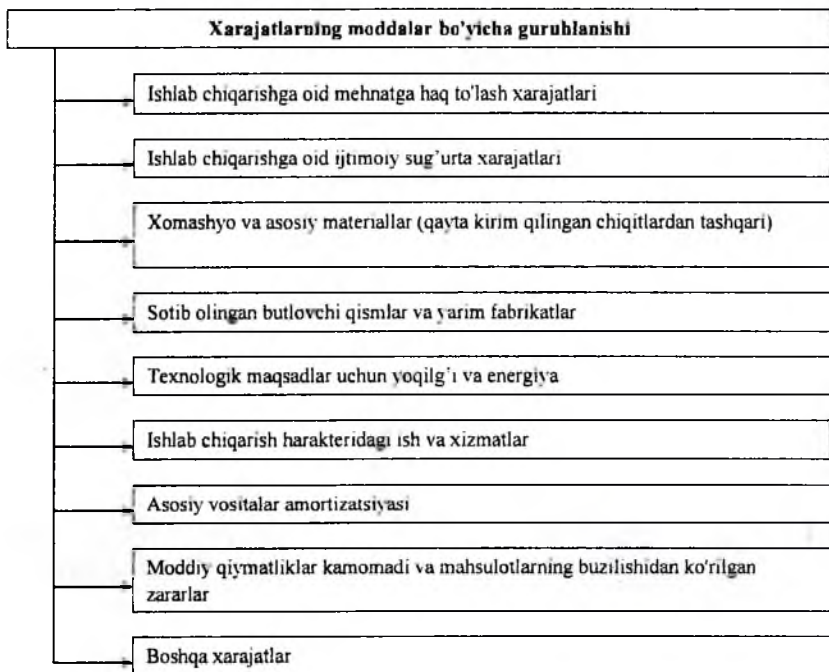 Xarajatlarning moddalar bo'yicha guruhlanishi
Ishlab chiqarishga oid mehnatga haq to'lash xarajatlari
Ishlab chiqarishga oid ijtimoiy sug'urta xarajatlari
Xomashyo va asosiy materiallar (qayta kirim qilingan chiqitlardan tashqari)
Sotib olingan butlovchi qismlar va yarim fabrikatlar
Texnologik maqsadlar uchun yoqilg'i va energiya
Ishlab chiqarish harakteridagi ish va xizmatlar
Asosiy vositalar amortizatsiyasi
Moddiy qiymatliklar kamomadi va mahsulotlarning buzilishidan ko'rilgan
zararlar
Boshqa xarajatlar